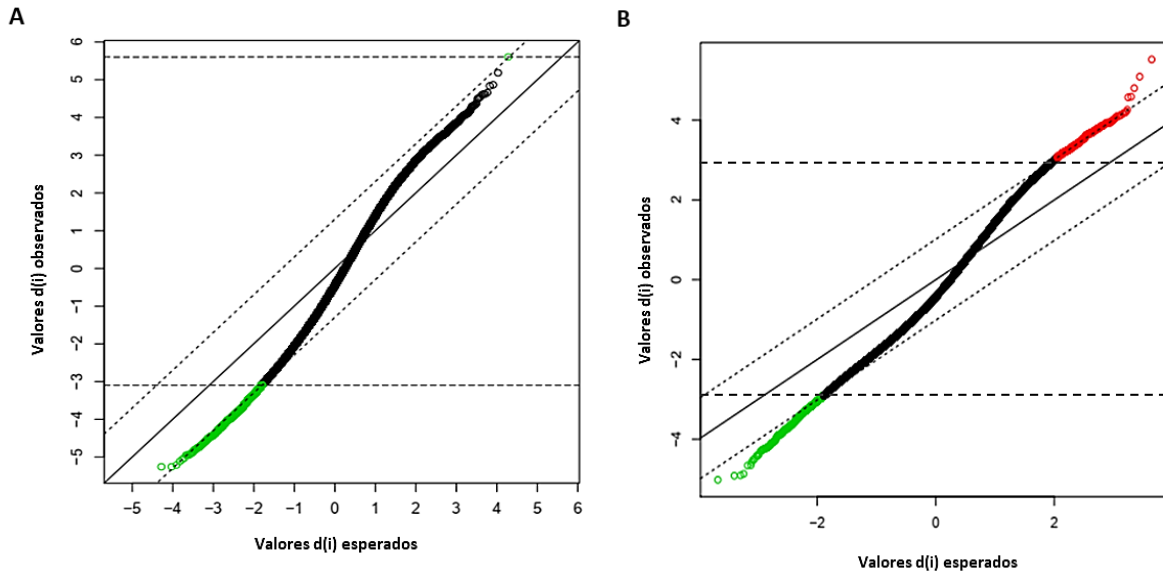 A
6
5
4
3
2
1
0
−1
−2
−3
−4
−5
Valores d(i) observados
−5 −4 −3 −2 −1 0 1 2 3 4 5 6
Valores d(i) esperados
B
4
2
0
−2
−4
Valores d(i) observados
−2 0 2
Valores d(i) esperados